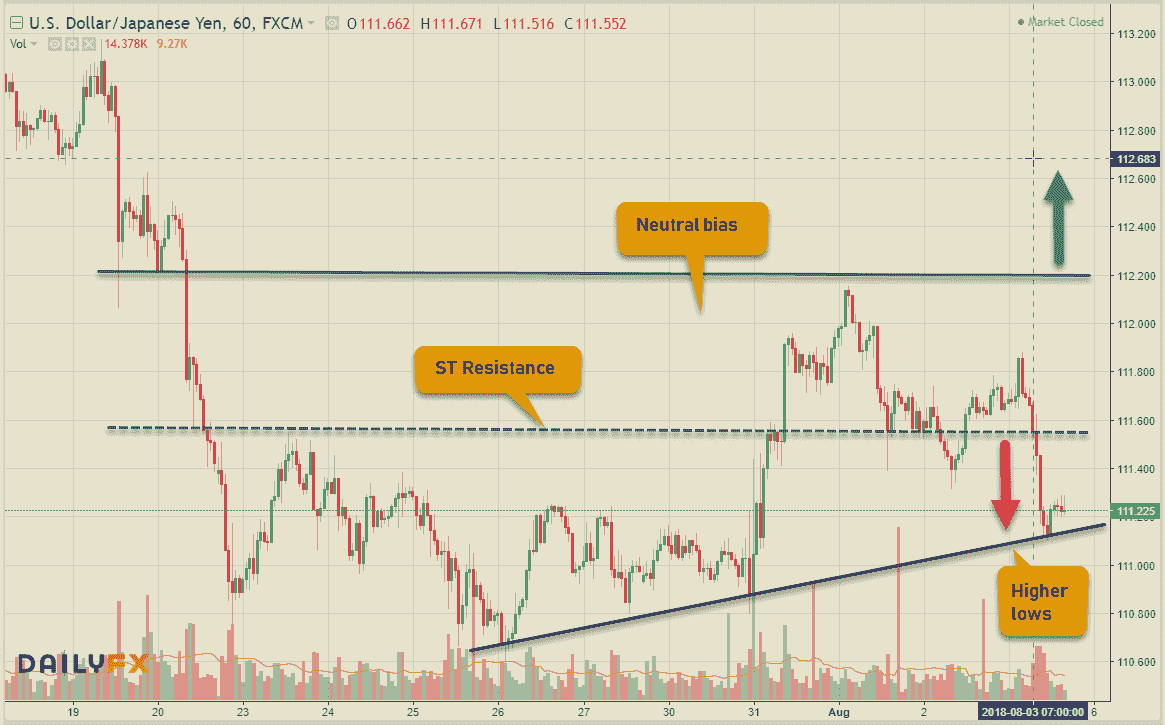 U.S. Dollar/Japanese Yen, 60, FXCM O111.662 H111.671 L111.516 C111.552
Market Closed
Vol 14.378K 9.27K
113.200
113.000
112.800
112.683
112.600
112.400
112.200
112.000
111.800
111.600
111.400
111.225
111.000
110.800
110.600
Neutral bias
ST Resistance
Higher
lows
DAILYFX
19 20 23 24 25 26 27 30 31 Aug 2 2018-08-03 07:00:00 6